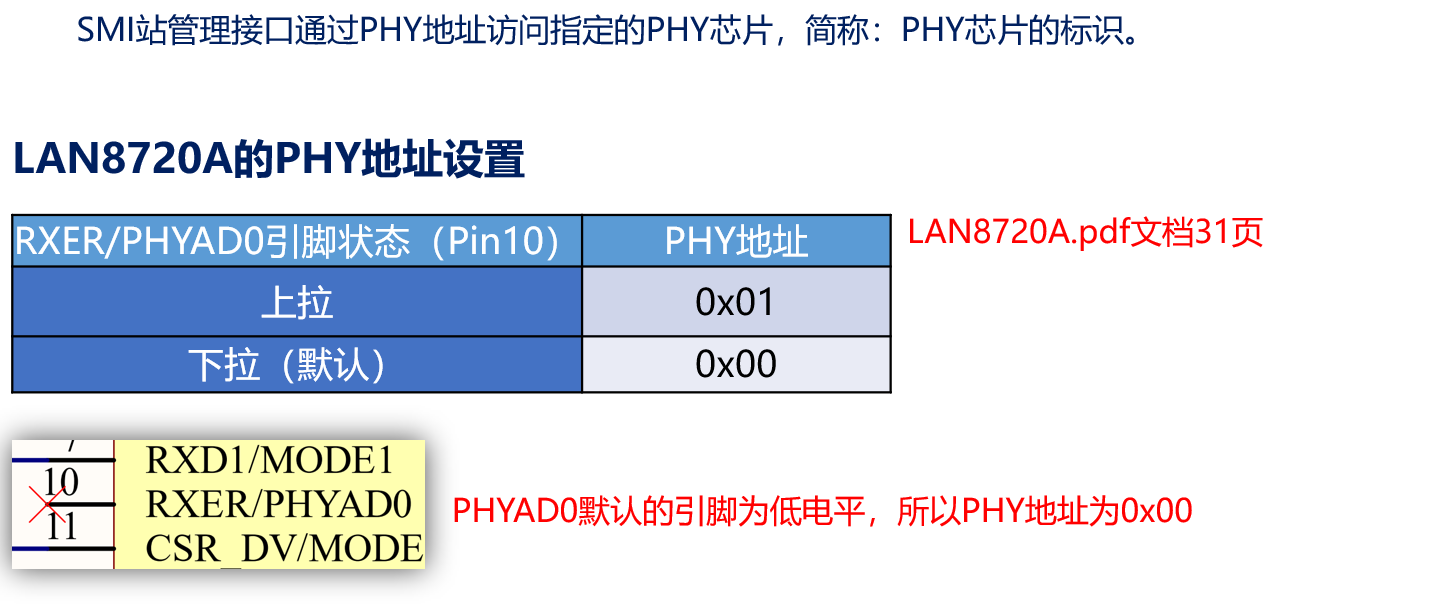 SMI站管理接口通过PHY地址访问指定的PHY芯片，简称：PHY芯片的标识。
LAN8720A的PHY地址设置
RXER/PHYAD0引脚状态（Pin10） PHY地址
LAN8720A.pdf文档31页
上拉 0x01
下拉（默认） 0x00
RXD1/MODE1
10 RXER/PHYAD0
11 CSR_DV/MODE
PHYAD0默认的引脚为低电平，所以PHY地址为0x00